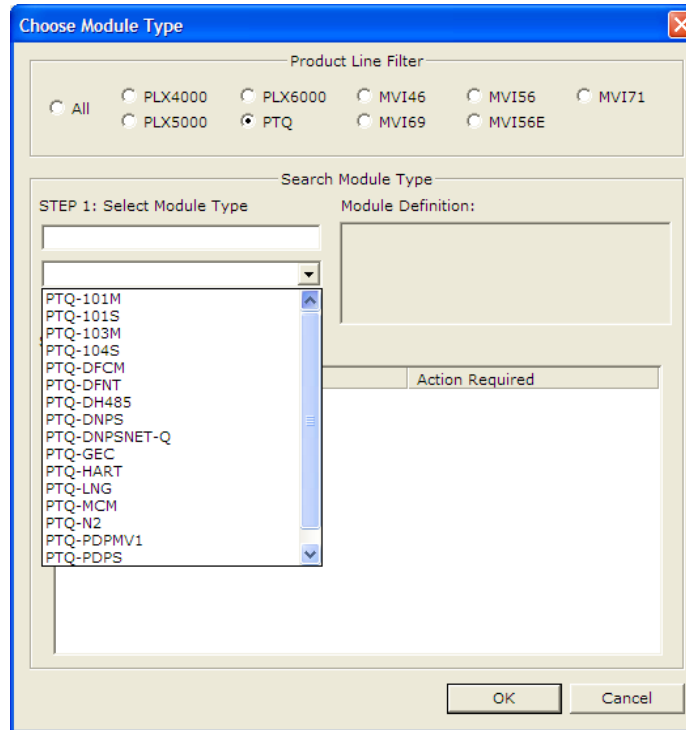 Choose Module Type
Product Line Filter
All
PLX4000
PLX6000
MVI46
MVI56
MVI71
PLX5000
PTQ
MVI69
MVI56E
Search Module Type
STEP 1: Select Module Type
Module Definition:
PTQ-101M
PTQ-101S
PTQ-103M
PTQ-104S
PTQ-DFCM
PTQ-DFNT
PTQ-DH485
PTQ-DNPS
PTQ-DNPSNET-Q
PTQ-GEC
PTQ-HART
PTQ-LNG
PTQ-MCM
PTQ-N2
PTQ-PDPMV1
PTQ-PDPS
Action Required
OK
Cancel